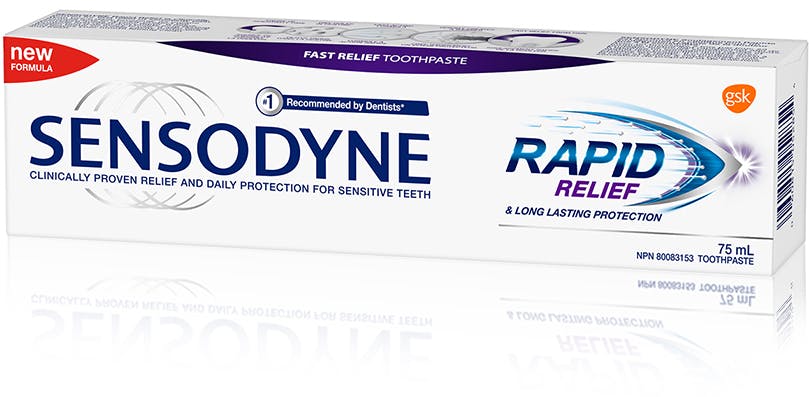 new
FORMULA
FAST RELIEF TOOTHPASTE
#1 Recommended by Dentists*
SENSODYNE
CLINICALLY PROVEN RELIEF AND DAILY PROTECTION FOR SENSITIVE TEETH
gsk
RAPID
RELIEF
& LONG LASTING PROTECTION
75 mL
NPN 80083153 TOOTHPASTE